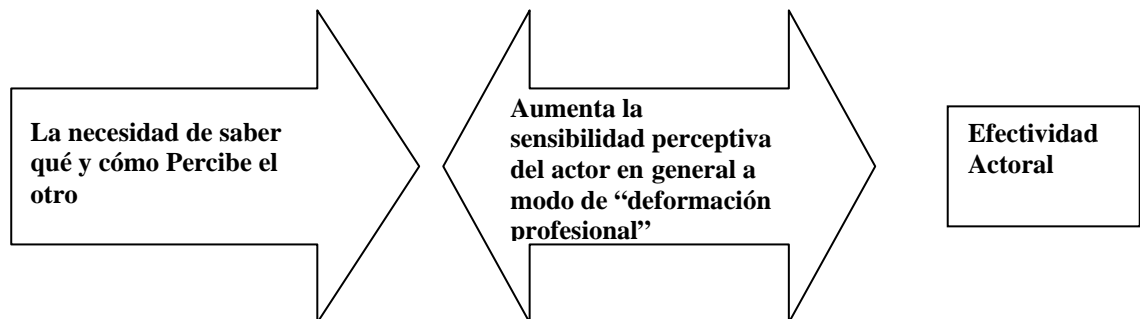 La necesidad de saber
qué y cómo Percibe el
otro
Aumenta la
sensibilidad perceptiva
del actor en general a
modo de “deformación
profesional”
Efectividad
Actoral